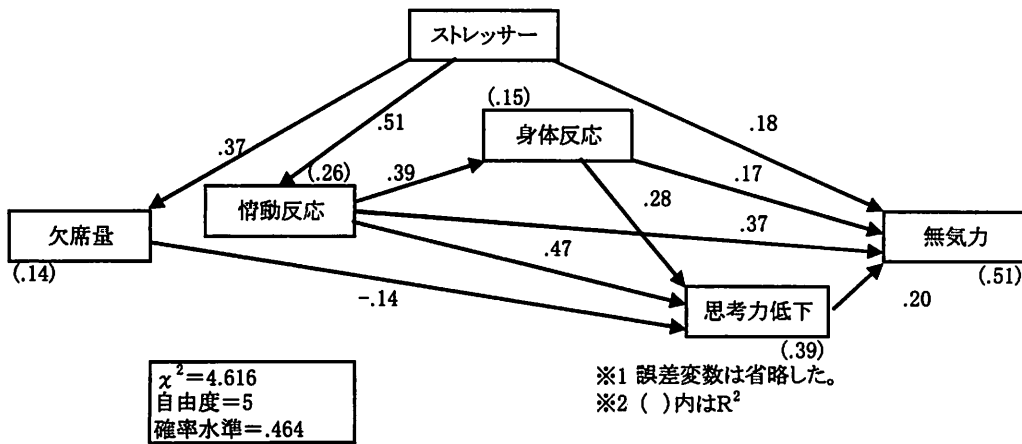 ストレッサー
(.15)
身体反応
.18
.51
.37
(.26)
.39
.17
情動反応
.28
欠席量
.37
無気力
.47
(.14)
(.51)
-.14
思考力低下
.20
(.39)
χ²=4.616
自由度=5
確率水準=.464
※1 誤差変数は省略した。
※2 ( )内はR²